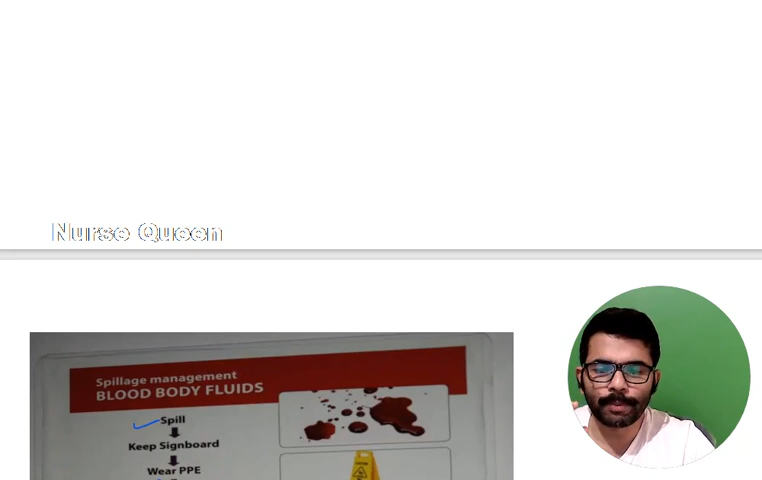 Nurse Queen
Spillage management
BLOOD BODY FLUIDS
Spill
Keep Signboard
Wear PPE